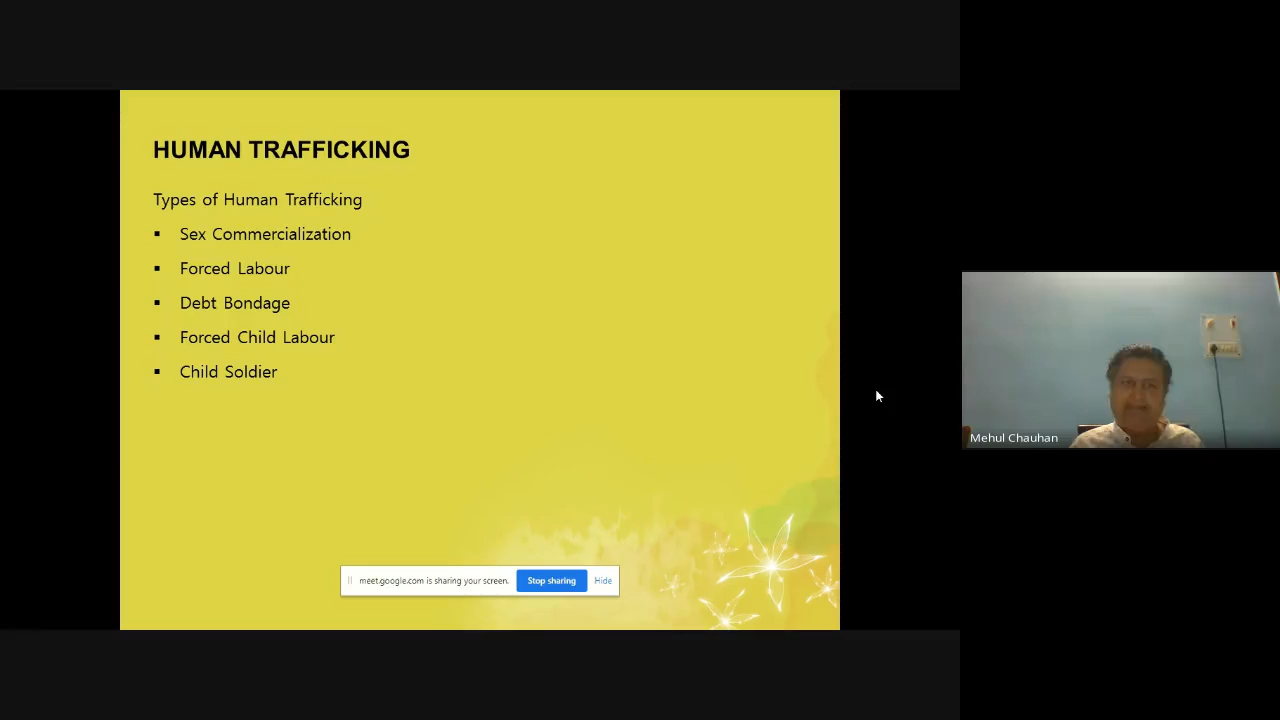 HUMAN TRAFFICKING
Types of Human Trafficking
▪ Sex Commercialization
▪ Forced Labour
▪ Debt Bondage
▪ Forced Child Labour
▪ Child Soldier
meet.google.com is sharing your screen. Stop sharing Hide
Mehul Chauhan